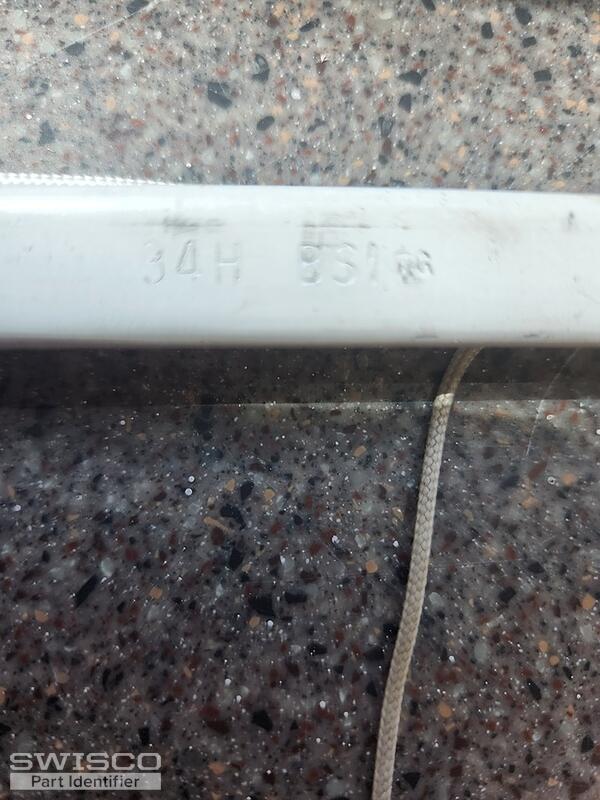 34H BS1
SWISCO
Part Identifier